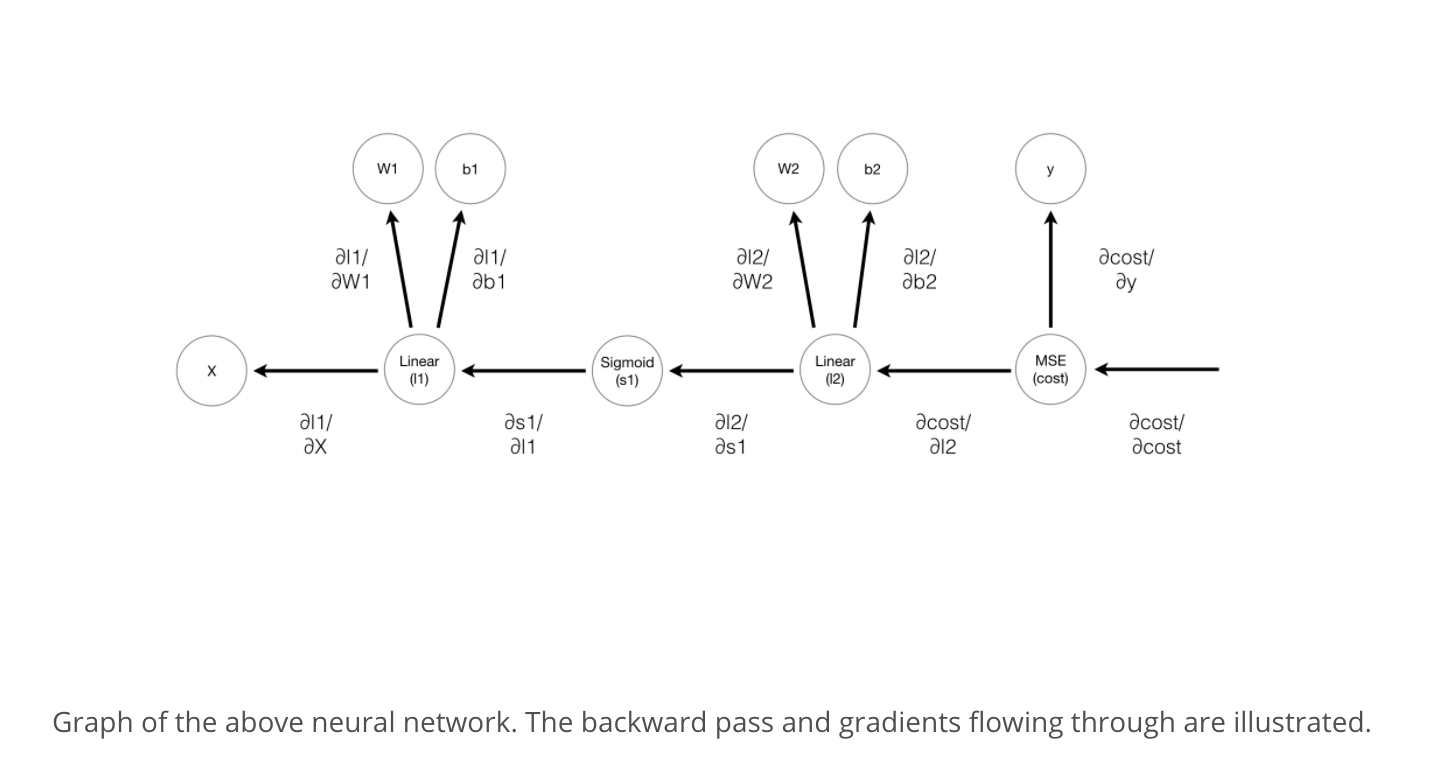 W1
b1
W2
b2
y
∂l1/
∂W1
∂l1/
∂b1
∂l2/
∂W2
∂l2/
∂b2
∂cost/
∂y
X
Linear
(l1)
Sigmoid
(s1)
Linear
(l2)
MSE
(cost)
∂l1/
∂X
∂s1/
∂l1
∂l2/
∂s1
∂cost/
∂l2
∂cost/
∂cost
Graph of the above neural network. The backward pass and gradients flowing through are illustrated.